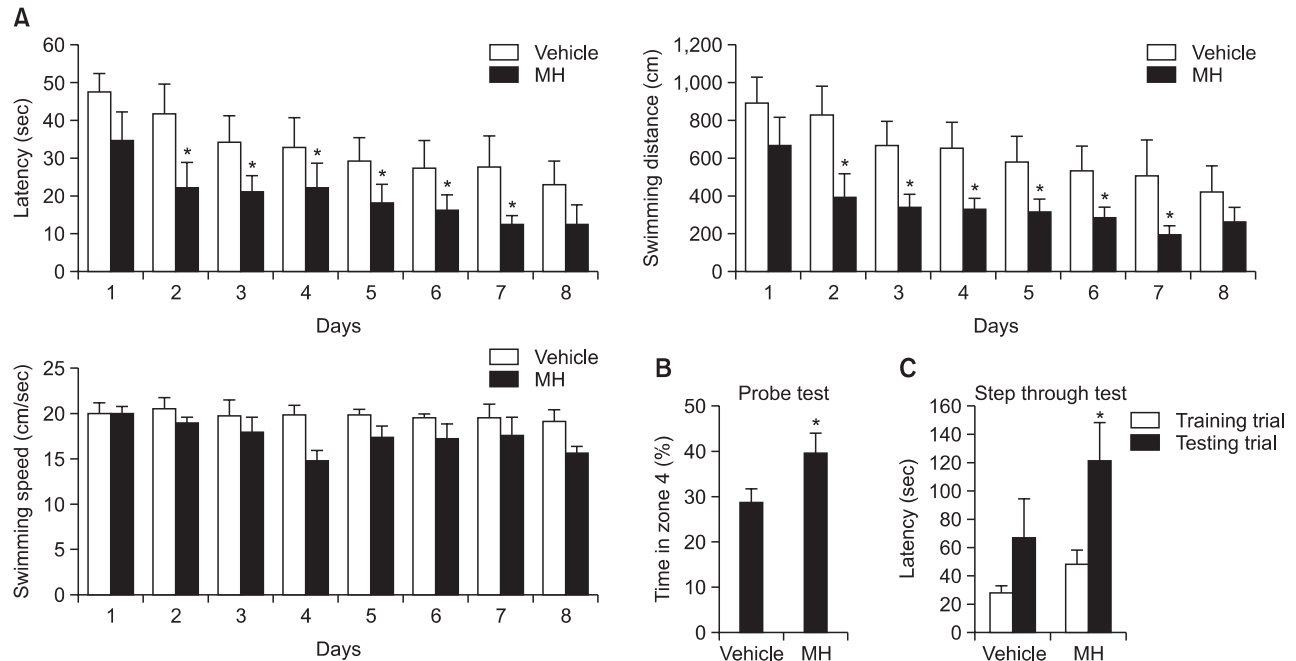 A
Latency (sec)
60
50
40
30
20
10
0
Vehicle
MH
*
*
*
*
*
*
1 2 3 4 5 6 7 8
Days
Swimming distance (cm)
1,200
1,000
800
600
400
200
0
Vehicle
MH
*
*
*
*
*
*
1 2 3 4 5 6 7 8
Days
Swimming speed (cm/sec)
25
20
15
10
5
0
Vehicle
MH
1 2 3 4 5 6 7 8
Days
B
Probe test
Time in zone 4 (%)
50
40
30
20
10
0
*
Vehicle MH
C
Step through test
Latency (sec)
160
140
120
100
80
60
40
20
0
*
Training trial
Testing trial
Vehicle MH